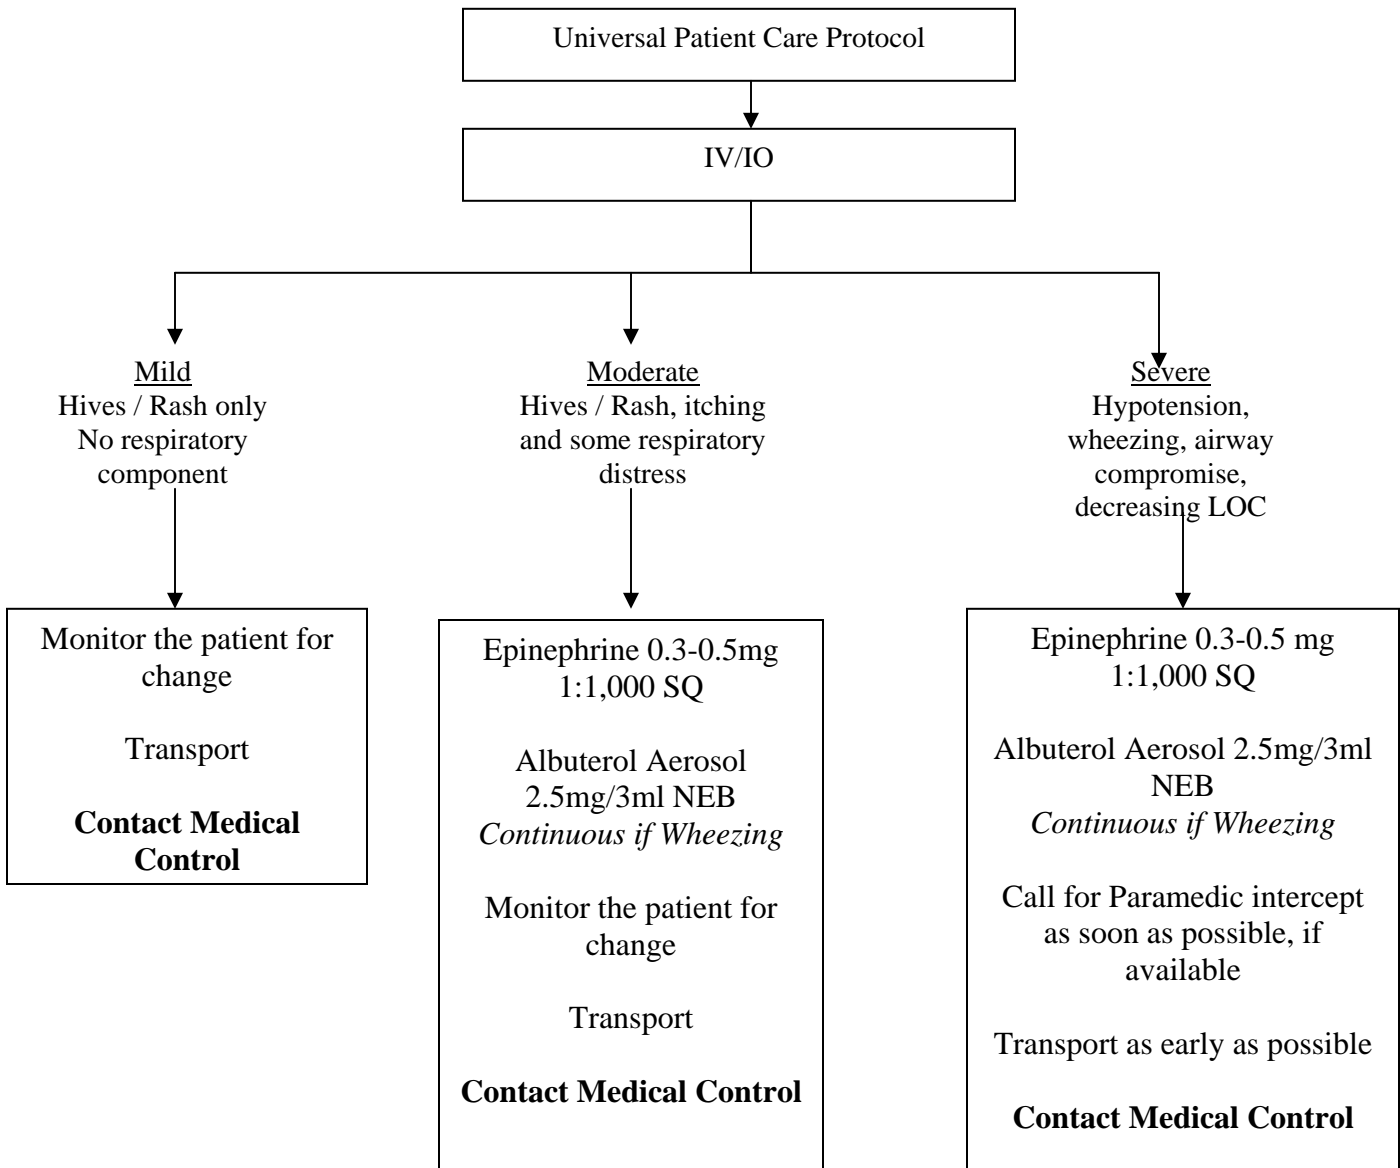 Universal Patient Care Protocol
IV/IO
Mild
Hives / Rash only
No respiratory
component
Moderate
Hives / Rash, itching
and some respiratory
distress
Severe
Hypotension,
wheezing, airway
compromise,
decreasing LOC
Monitor the patient for
change
Transport
Contact Medical
Control
Epinephrine 0.3-0.5mg
1:1,000 SQ
Albuterol Aerosol
2.5mg/3ml NEB
Continuous if Wheezing
Monitor the patient for
change
Transport
Contact Medical Control
Epinephrine 0.3-0.5 mg
1:1,000 SQ
Albuterol Aerosol 2.5mg/3ml
NEB
Continuous if Wheezing
Call for Paramedic intercept
as soon as possible, if
available
Transport as early as possible
Contact Medical Control